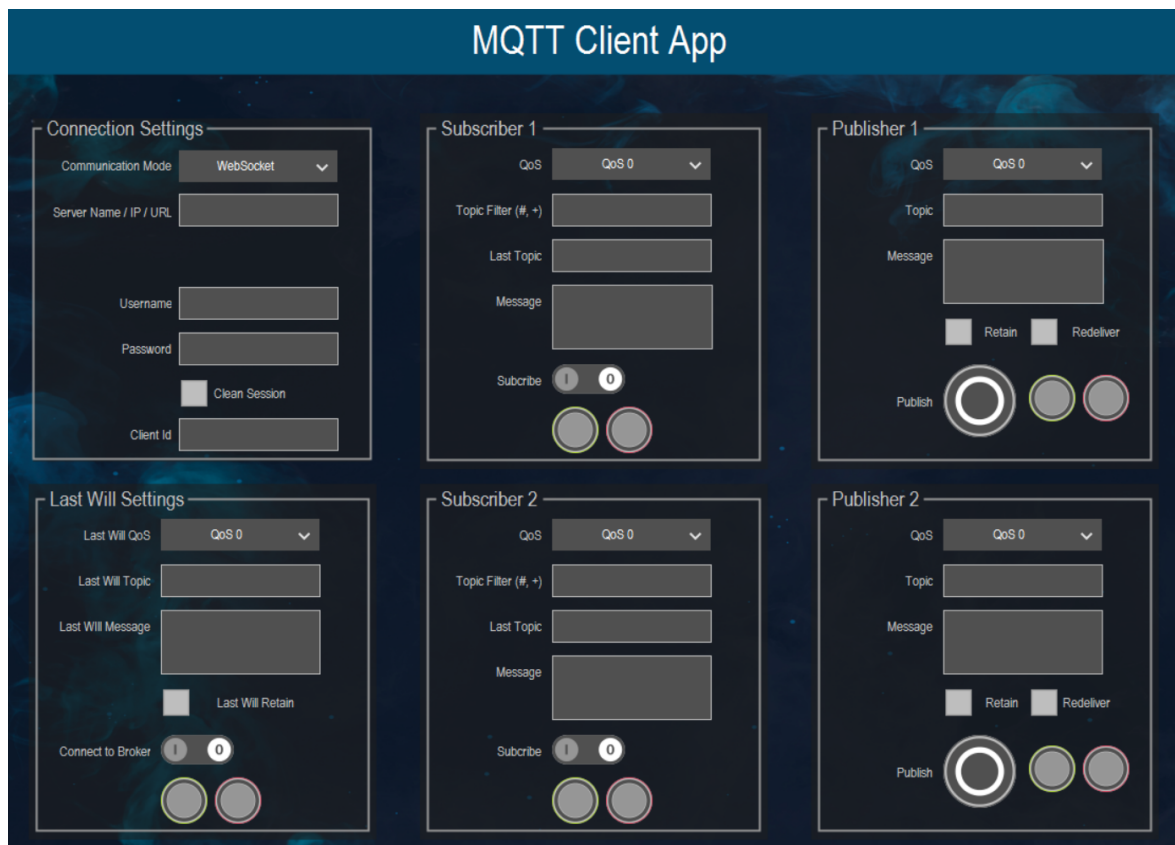 MQTT Client App
Connection Settings
Communication Mode WebSocket
Server Name / IP / URL
Username
Password
Clean Session
Client Id
Subscriber 1
QoS QoS 0
Topic Filter (#, +)
Last Topic
Message
Subcribe I 0
Publisher 1
QoS QoS 0
Topic
Message
Retain Redeliver
Publish
Last Will Settings
Last Will QoS QoS 0
Last Will Topic
Last WIll Message
Last Will Retain
Connect to Broker I 0
Subscriber 2
QoS QoS 0
Topic Filter (#, +)
Last Topic
Message
Subcribe I 0
Publisher 2
QoS QoS 0
Topic
Message
Retain Redeliver
Publish